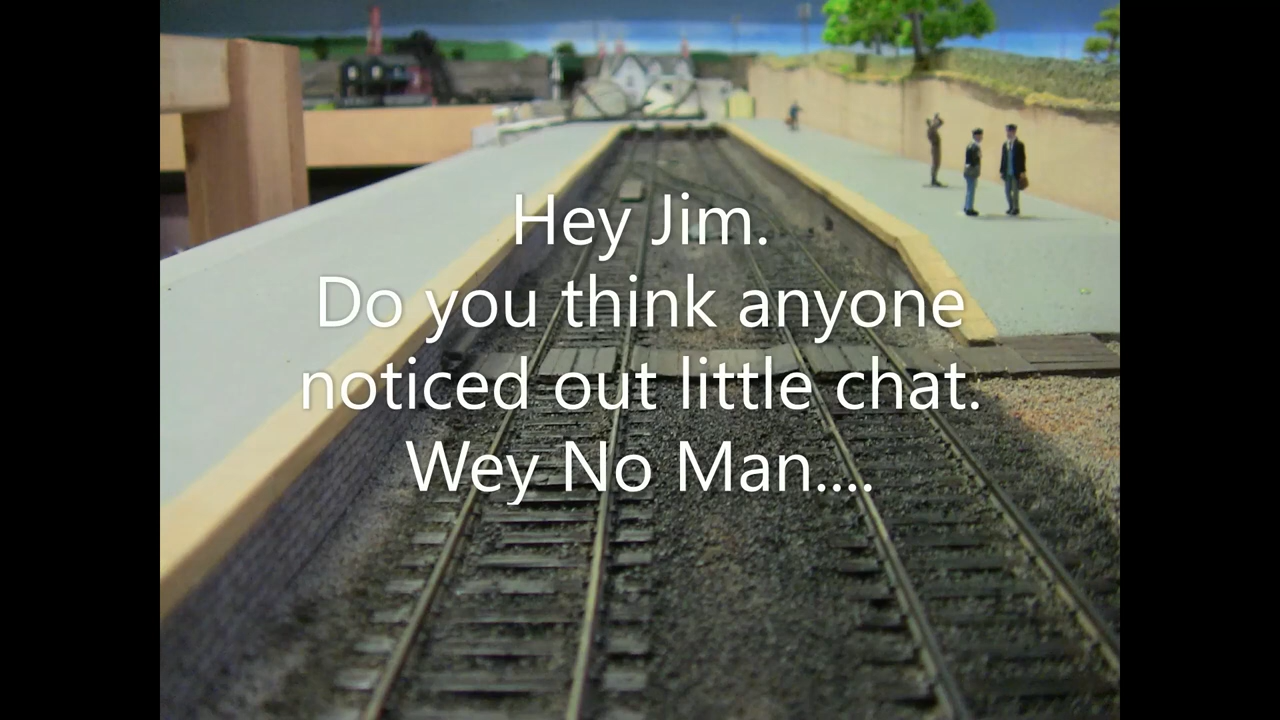 Hey Jim.
Do you think anyone
noticed out little chat.
Wey No Man....